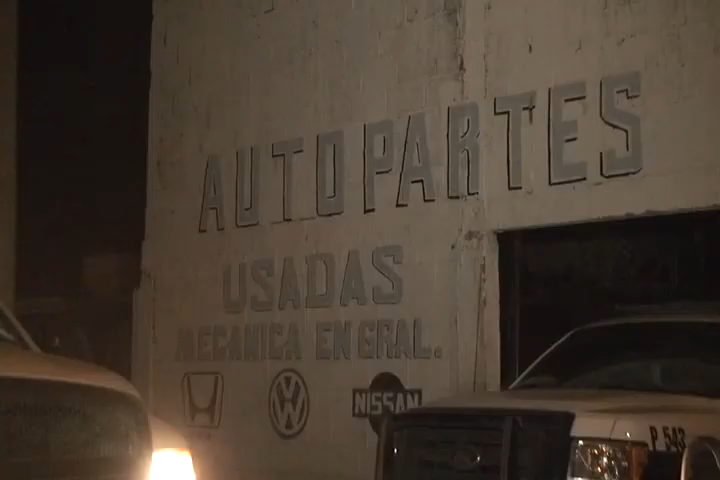 AUTOPARTES
USADAS
MECANICA EN GRAL.
NISSAN
P 543